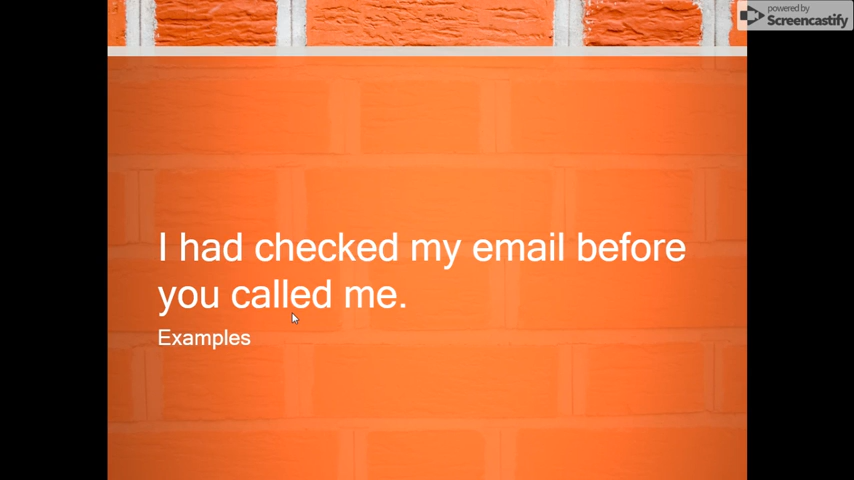 powered by
Screencastify
I had checked my email before
you called me.
Examples